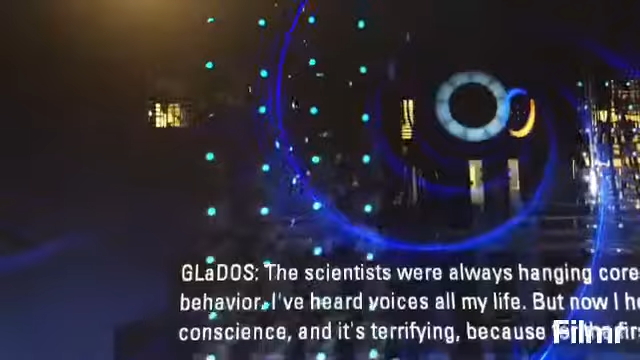 GLaDOS: The scientists were always hanging core
behavior. I've heard voices all my life. But now I
conscience, and it's terrifying, because
Filmr